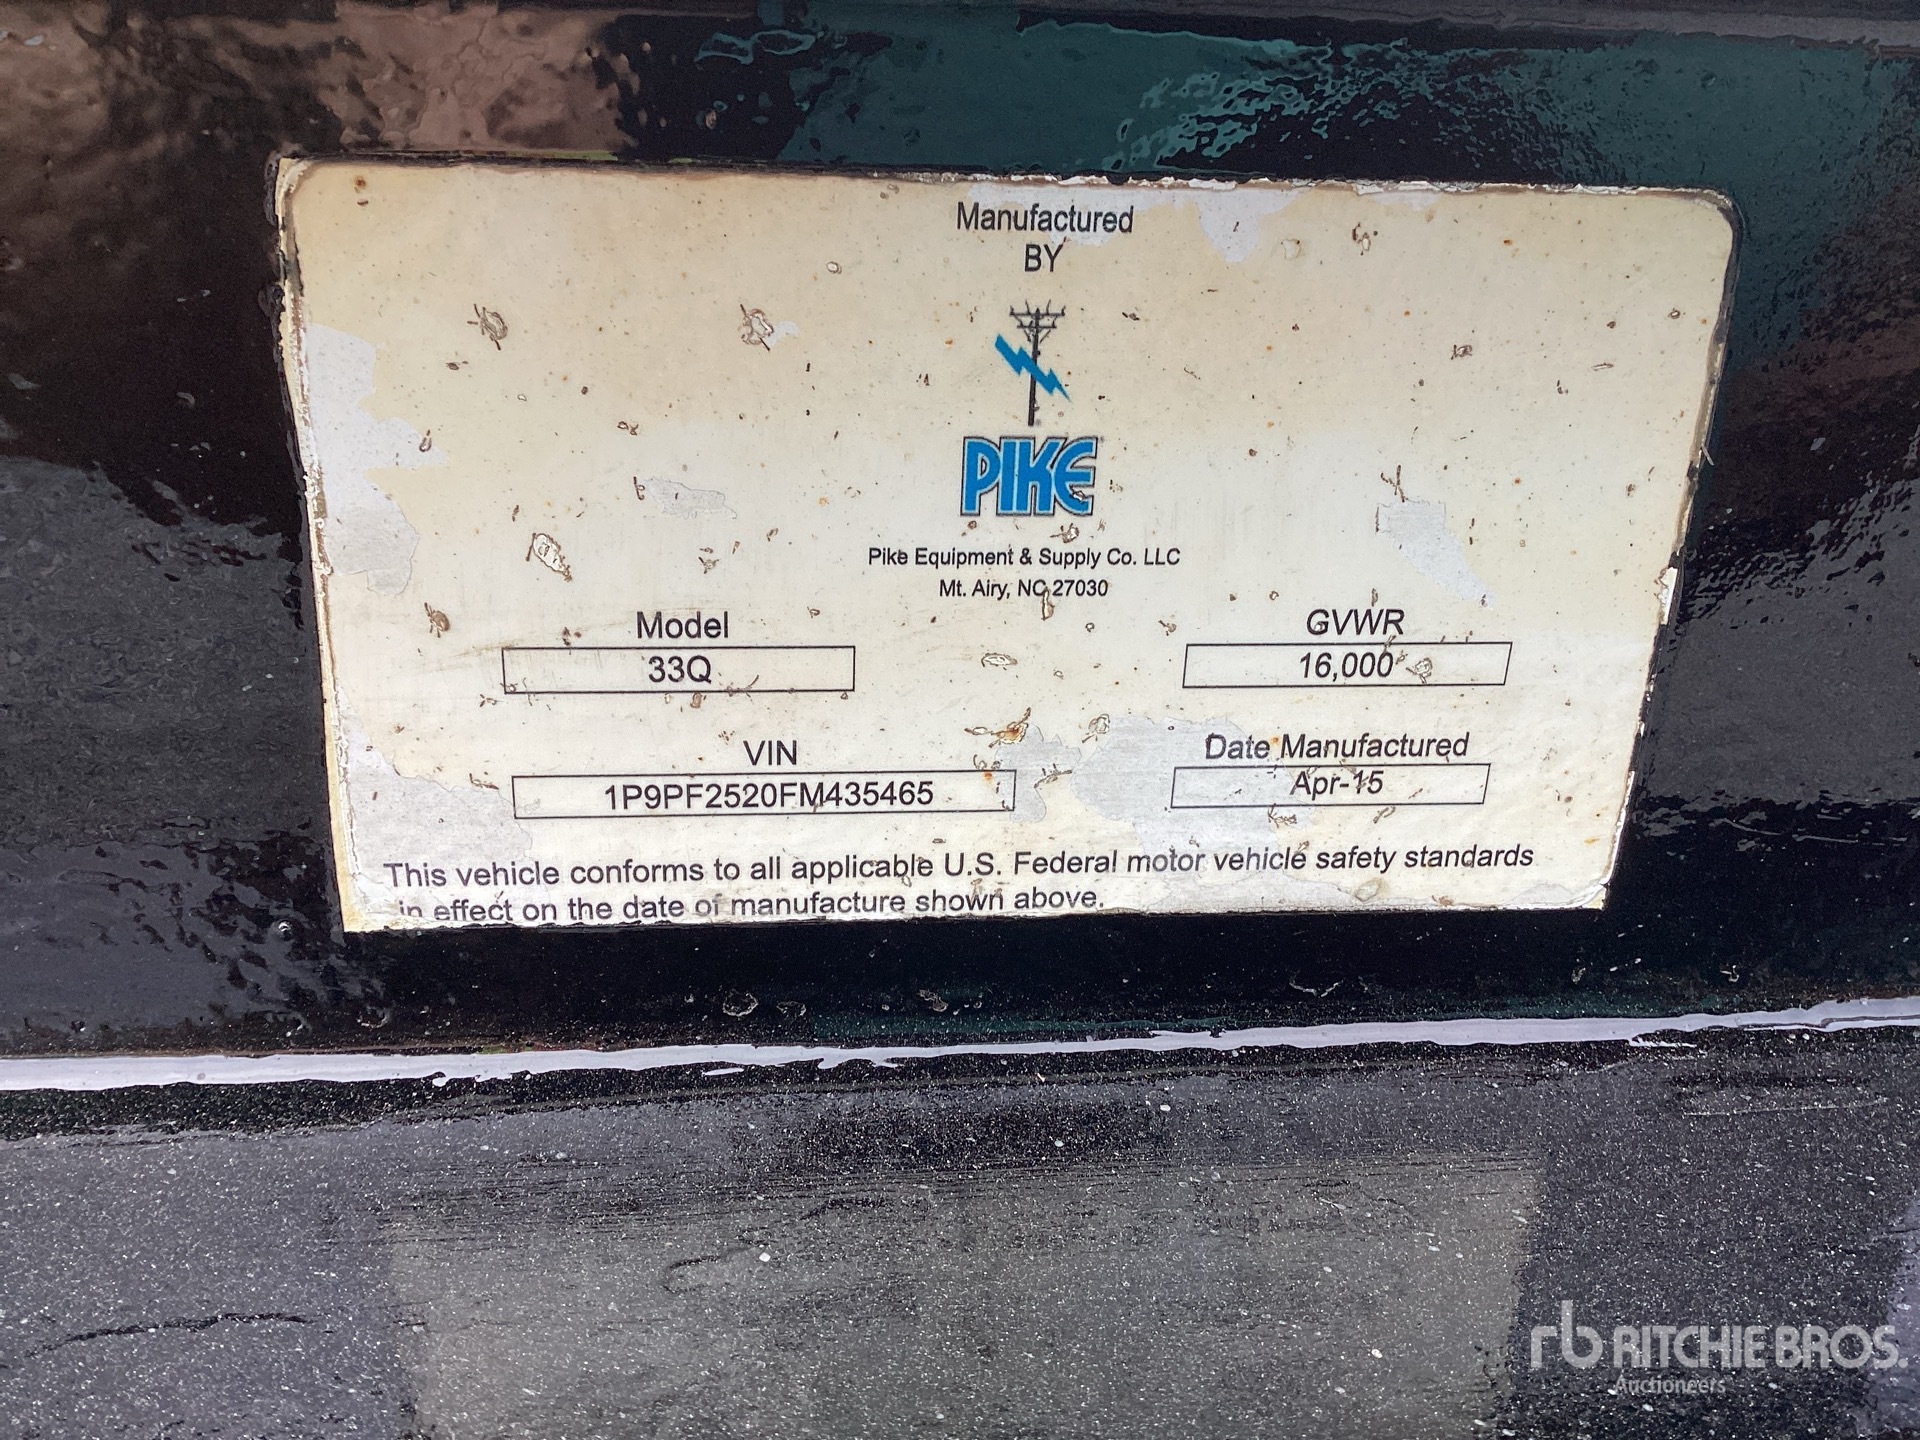 Manufactured
BY
PIKE
Pike Equipment & Supply Co. LLC
Mt. Airy, NC 27030
Model
33Q
GVWR
16,000
VIN
1P9PF2520FM435465
Date Manufactured
Apr-15
This vehicle conforms to all applicable U.S. Federal motor vehicle safety standards
in effect on the date of manufacture shown above.
rb RITCHIE BROS.
Auctioneers